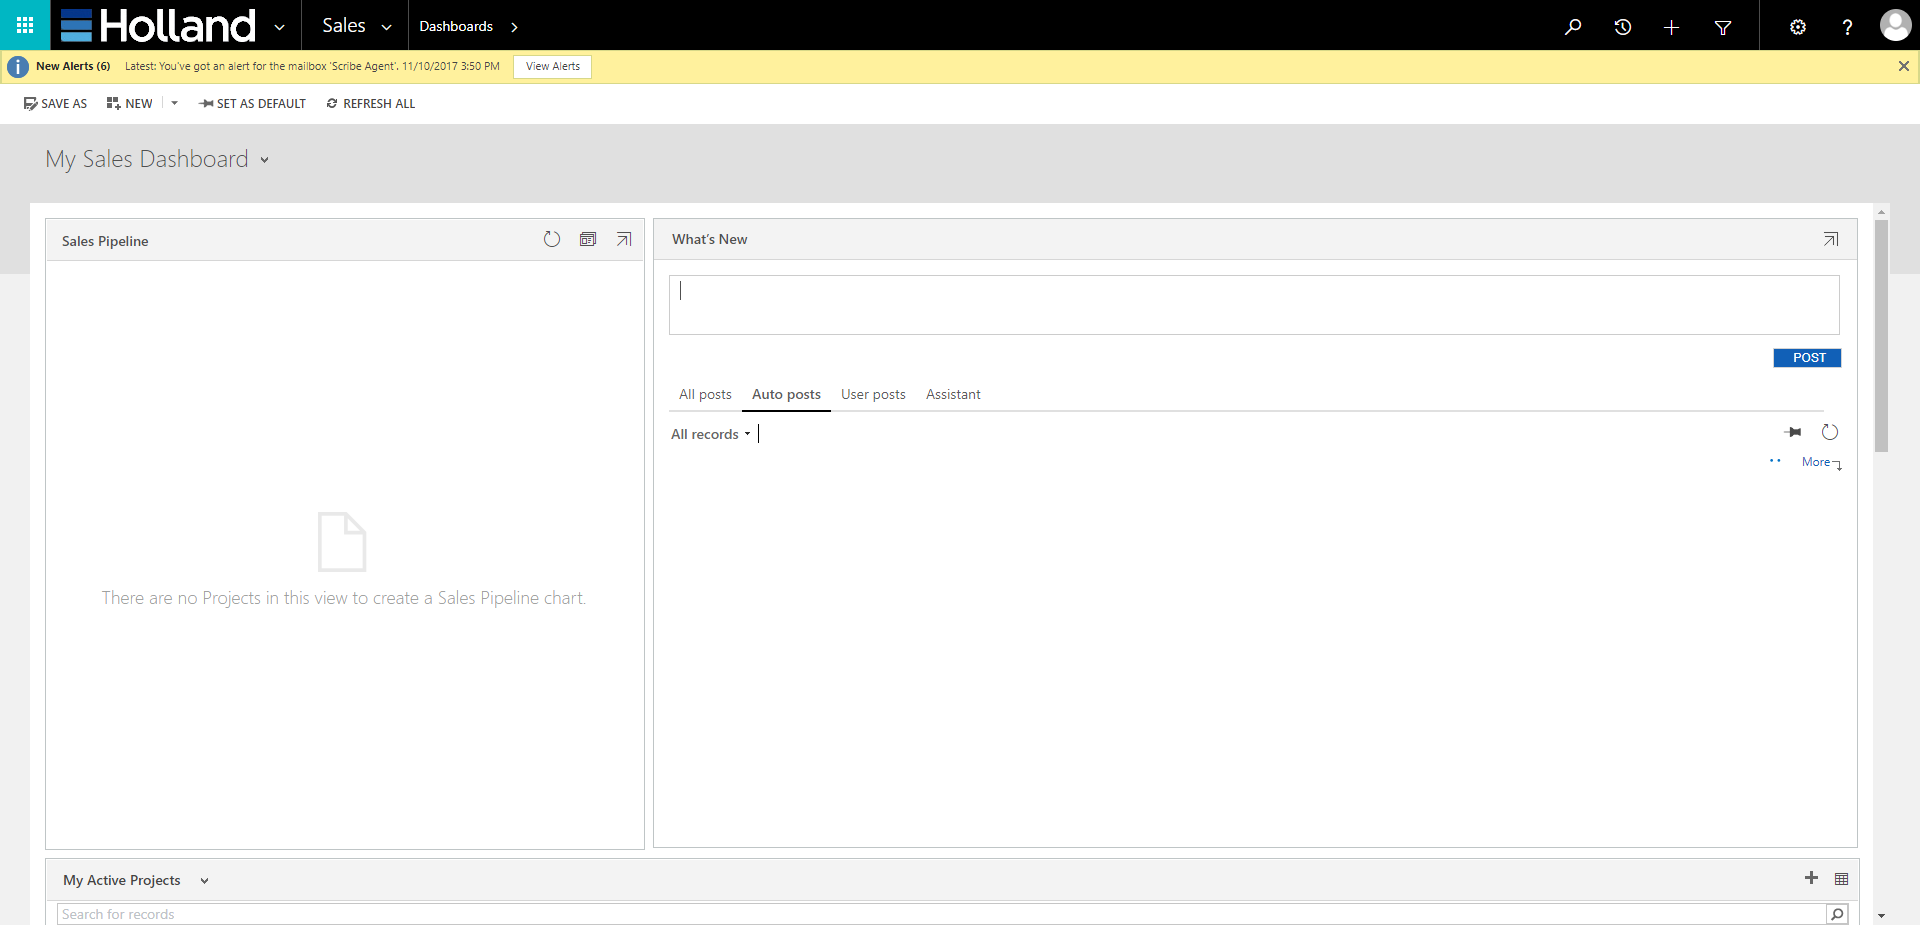 Holland Sales Dashboards
New Alerts (6) Latest: You've got an alert for the mailbox 'Scribe Agent'. 11/10/2017 3:50 PM View Alerts
SAVE AS NEW SET AS DEFAULT REFRESH ALL
My Sales Dashboard
Sales Pipeline
There are no Projects in this view to create a Sales Pipeline chart.
What's New
POST
All posts Auto posts User posts Assistant
All records
More
My Active Projects
Search for records